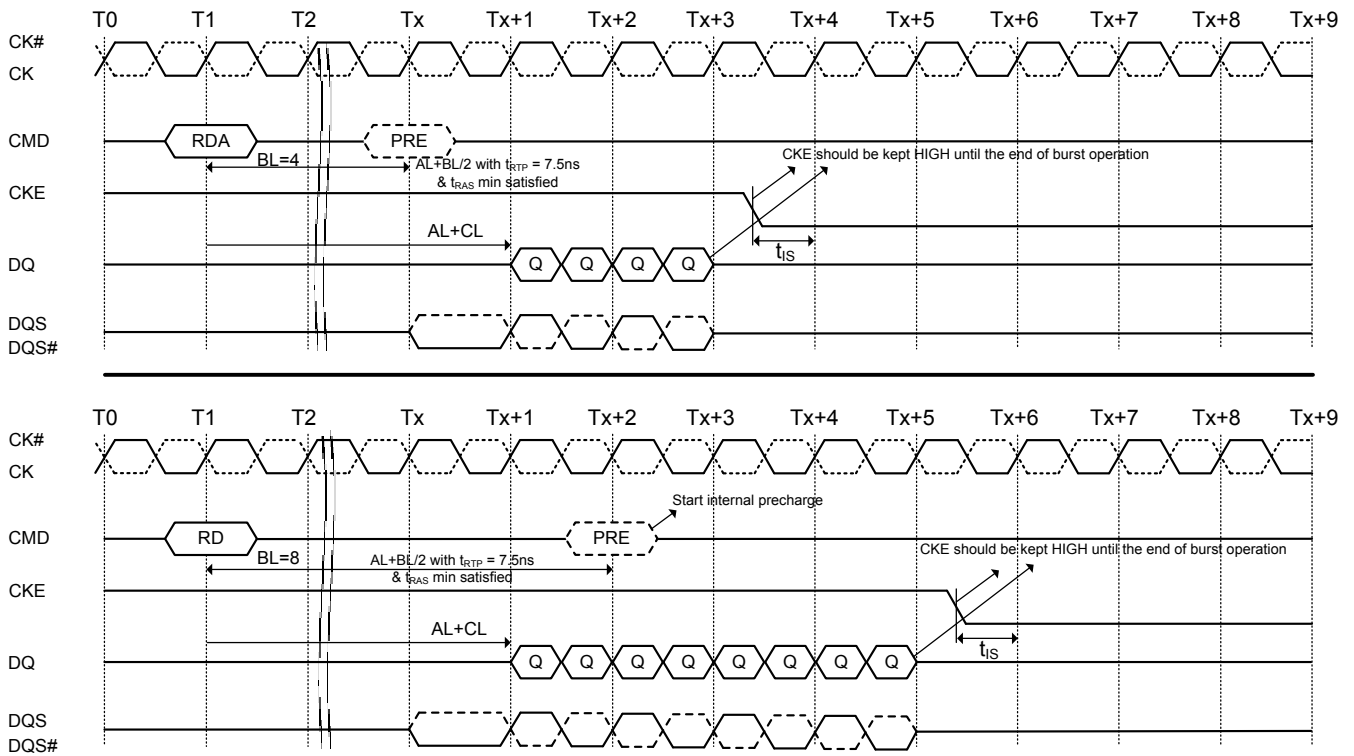 T0 T1 T2 Tx Tx+1 Tx+2 Tx+3 Tx+4 Tx+5 Tx+6 Tx+7 Tx+8 Tx+9
CK#
CK
CMD RDA PRE
BL=4 AL+BL/2 with tRTP = 7.5ns
& tRAS min satisfied
CKE should be kept HIGH until the end of burst operation
CKE
AL+CL
tIS
DQ Q Q Q Q
DQS
DQS#
T0 T1 T2 Tx Tx+1 Tx+2 Tx+3 Tx+4 Tx+5 Tx+6 Tx+7 Tx+8 Tx+9
CK#
CK
Start internal precharge
CMD RD PRE
CKE should be kept HIGH until the end of burst operation
BL=8 AL+BL/2 with tRTP = 7.5ns
& tRAS min satisfied
CKE
AL+CL
tIS
DQ Q Q Q Q Q Q Q Q
DQS
DQS#